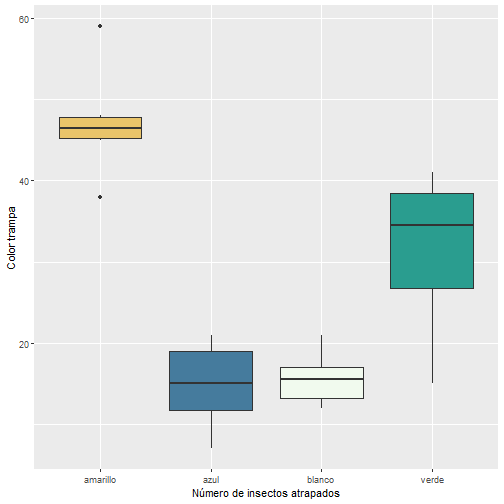 60
40
20
Color trampa
amarillo
azul
blanco
verde
Número de insectos atrapados